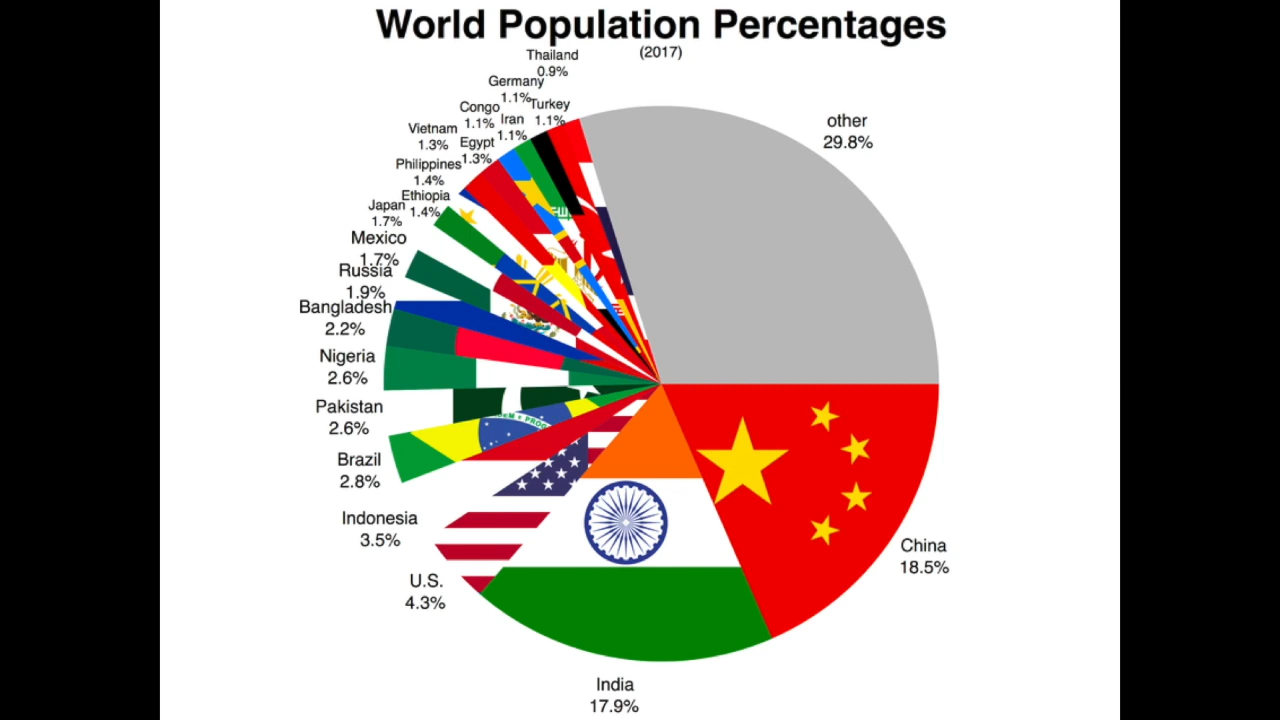 World Population Percentages
(2017)
Thailand
0.9%
Germany
1.1%
Turkey
1.1%
Congo
1.1%
Iran
1.1%
Vietnam
1.3%
Egypt
1.3%
Philippines
1.4%
Ethiopia
1.4%
Japan
1.7%
Mexico
1.7%
Russia
1.9%
Bangladesh
2.2%
Nigeria
2.6%
Pakistan
2.6%
Brazil
2.8%
Indonesia
3.5%
U.S.
4.3%
India
17.9%
China
18.5%
other
29.8%